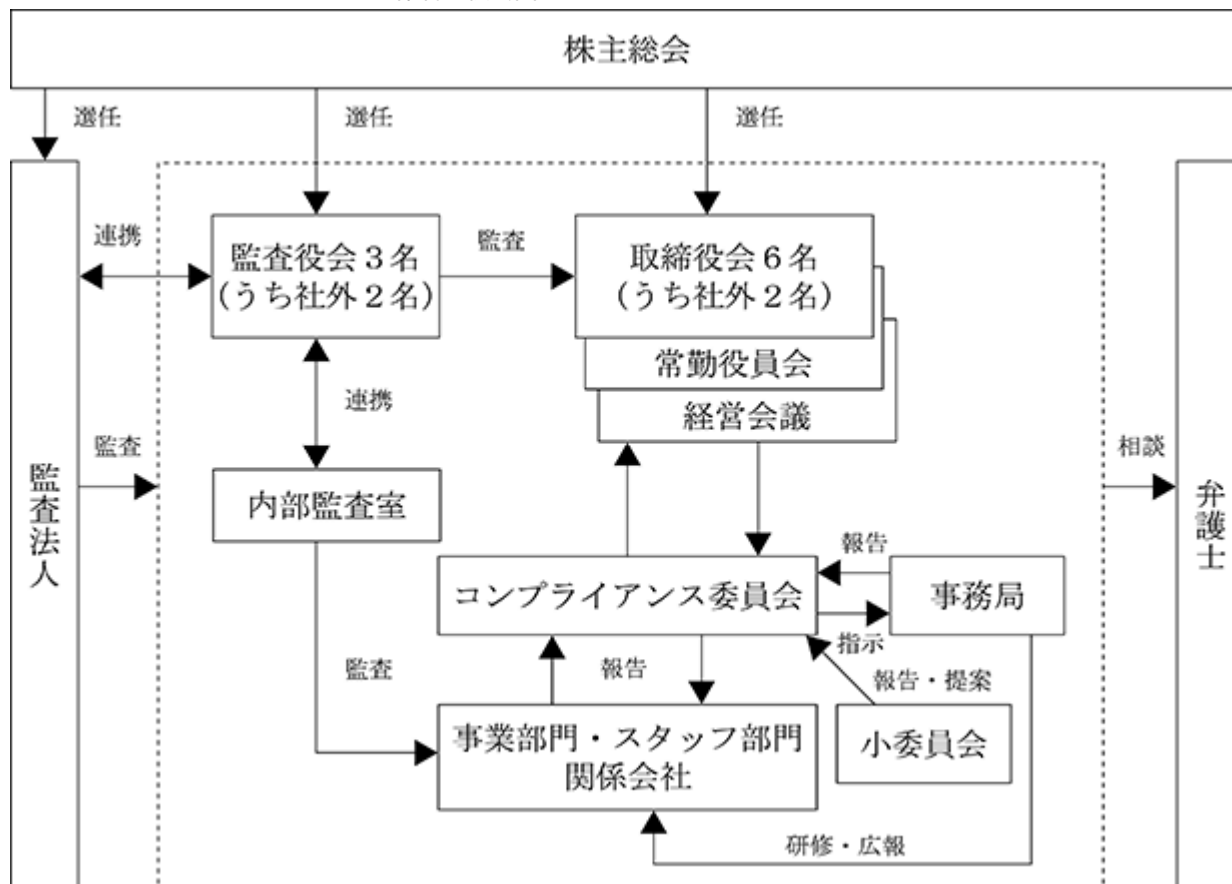 株主総会
選任
選任
選任
連携
監査役会３名
(うち社外２名)
監査
取締役会６名
(うち社外２名)
常勤役員会
経営会議
連携
監査
監査法人
内部監査室
相談
弁護士
コンプライアンス委員会
報告
事務局
指示
監査
報告
報告・提案
事業部門・スタッフ部門
関係会社
小委員会
研修・広報